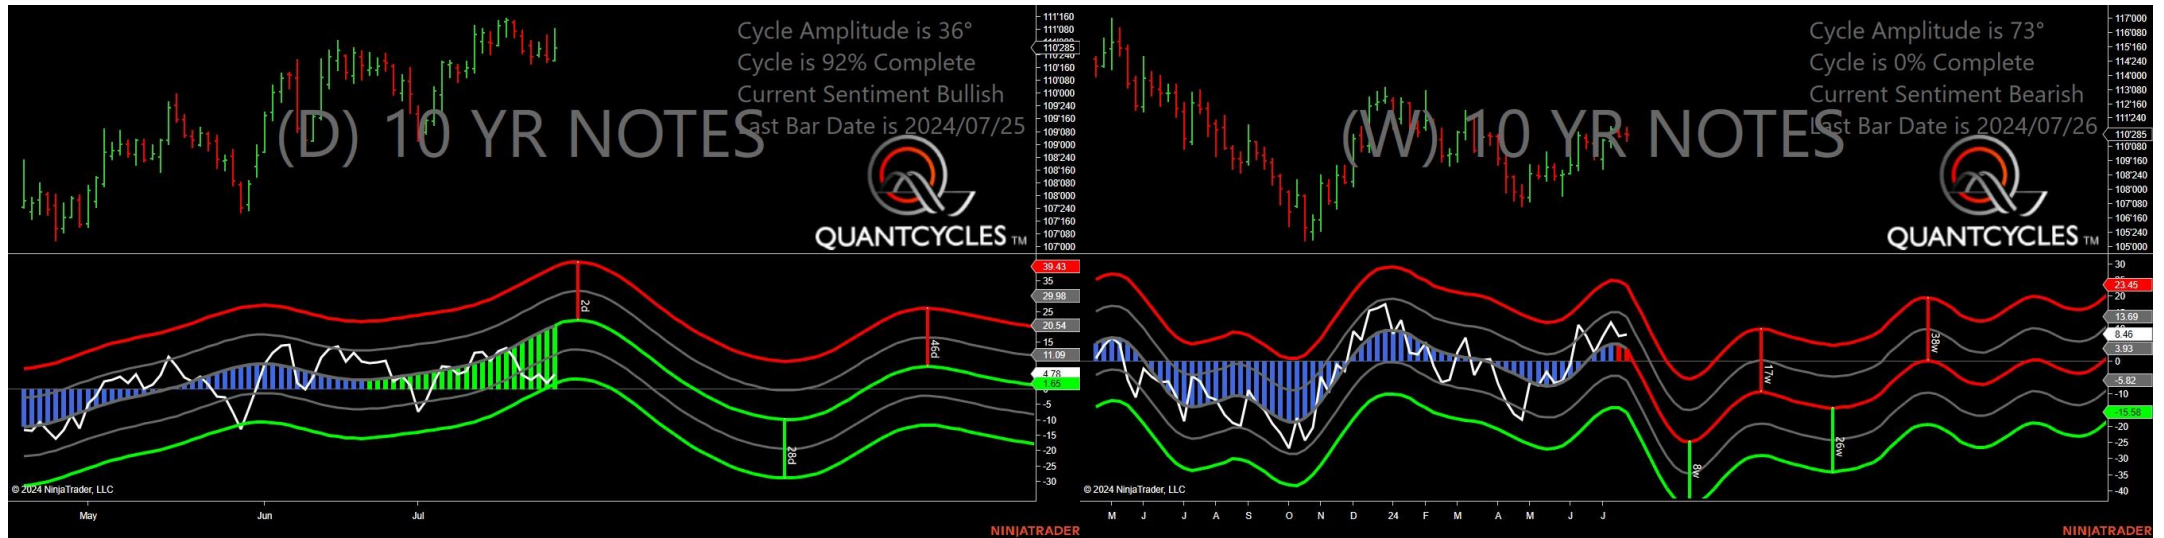 Cycle Amplitude is 36°
Cycle is 92% Complete
Current Sentiment Bullish
Last Bar Date is 2024/07/25
(D) 10 YR NOTES
QUANTCYCLES TM
111'160
111'080
110'285
110'240
110'160
110'080
110'000
109'240
109'160
109'080
109'000
108'240
108'160
108'080
108'000
107'240
107'160
107'080
107'000
39.43
35
29.98
25
20.54
15
11.09
4.78
1.65
-5
-10
-15
-20
-25
-30
2d
28d
46d
© 2024 NinjaTrader, LLC
May Jun Jul
NINJATRADER
Cycle Amplitude is 73°
Cycle is 0% Complete
Current Sentiment Bearish
Last Bar Date is 2024/07/26
(W) 10 YR NOTES
QUANTCYCLES TM
117'000
116'080
115'160
114'240
114'000
113'080
112'160
111'240
110'285
110'080
109'160
108'240
108'000
107'080
106'160
105'240
105'000
30
23.45
20
13.69
8.46
3.93
0
-5.82
-10
-15.58
-20
-25
-30
-35
-40
8w
17w
26w
38w
© 2024 NinjaTrader, LLC
M J J A S O N D 24 F M A M J J
NINJATRADER